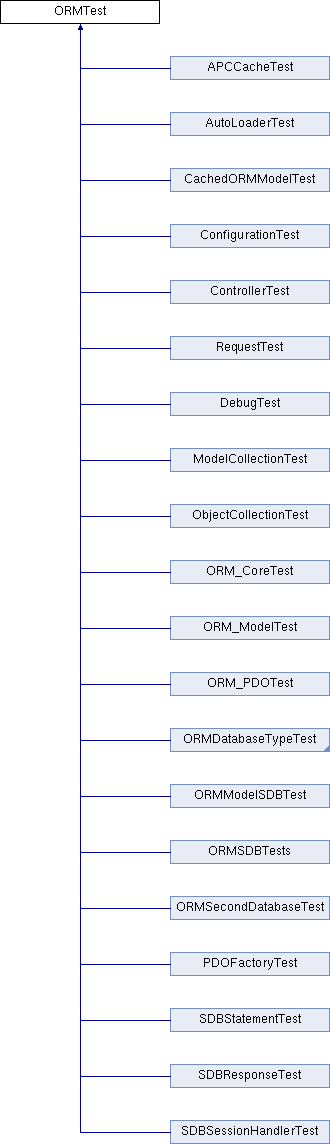 ORMTest
APCCacheTest
AutoLoaderTest
CachedORMModelTest
ConfigurationTest
ControllerTest
RequestTest
DebugTest
ModelCollectionTest
ObjectCollectionTest
ORM_CoreTest
ORM_ModelTest
ORM_PDOTest
ORMDatabaseTypeTest
ORMModelSDBTest
ORMSDBTests
ORMSecondDatabaseTest
PDOFactoryTest
SDBStatementTest
SDBResponseTest
SDBSessionHandlerTest